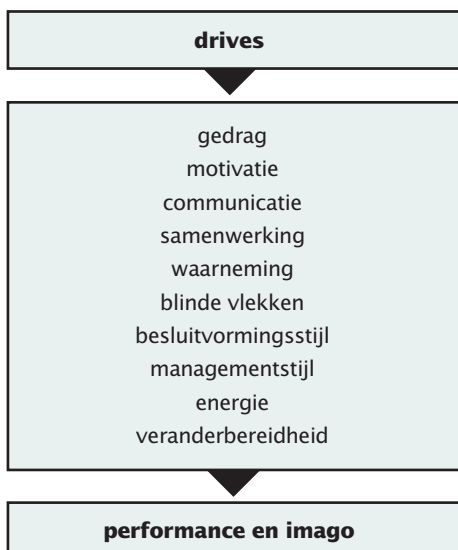 drives
gedrag
motivatie
communicatie
samenwerking
waarneming
blinde vlekken
besluitvormingsstijl
managementstijl
energie
veranderbereidheid
performance en imago